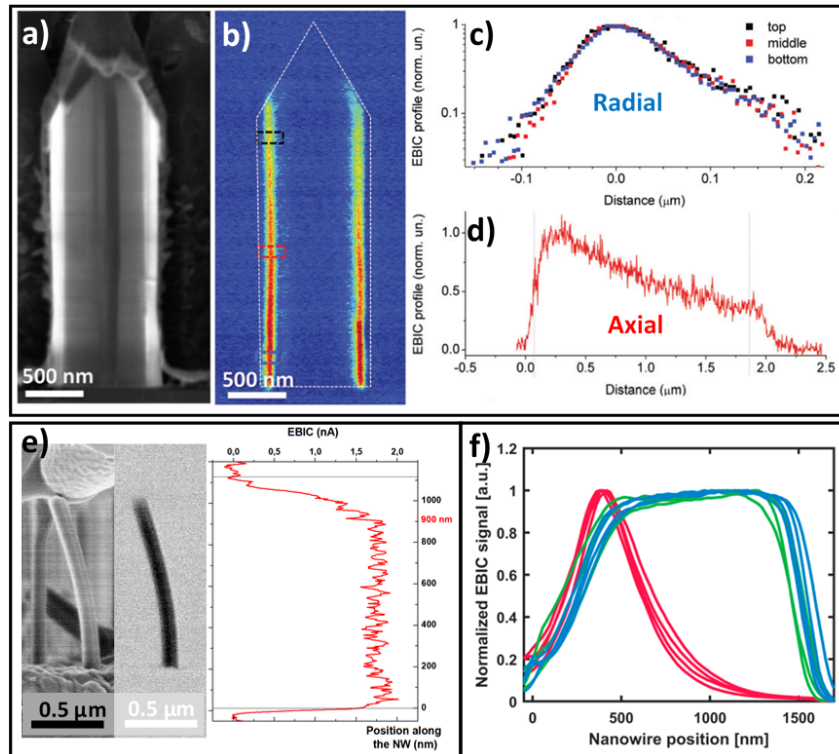 a)
500 nm
b)
500 nm
c)
EBIC profile (norm. un.)
1
0.1
top
middle
bottom
Radial
-0.1
0.0
0.1
0.2
Distance (µm)
d)
EBIC profile (norm. un.)
1.0
0.5
0.0
Axial
-0.5
0.0
0.5
1.0
1.5
2.0
2.5
Distance (µm)
e)
0.5 µm
0.5 µm
EBIC (nA)
0,0
0,5
1,0
1,5
2,0
1000
900 nm
800
600
400
200
0
Position along
the NW (nm)
f)
Normalized EBIC signal [a.u.]
1.2
1
0.8
0.6
0.4
0.2
0
0
500
1000
1500
Nanowire position [nm]